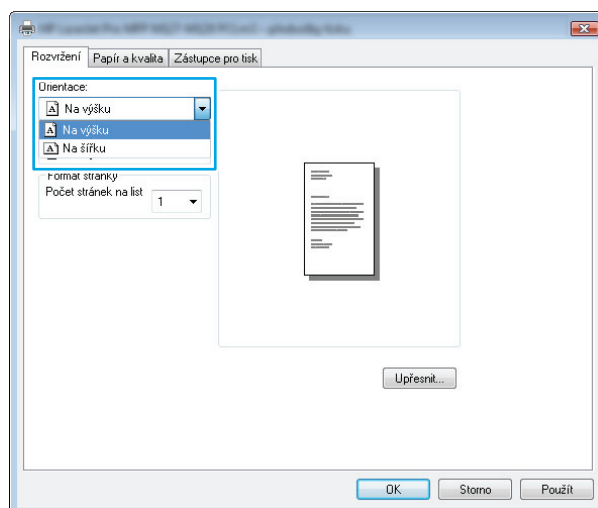 Rozvržení
Papír a kvalita
Zástupce pro tisk
Orientace:
A Na výšku
A Na výšku
A Na šířku
Formát stránky
Počet stránek na list
1
Upřesnit...
OK
Storno
Použít